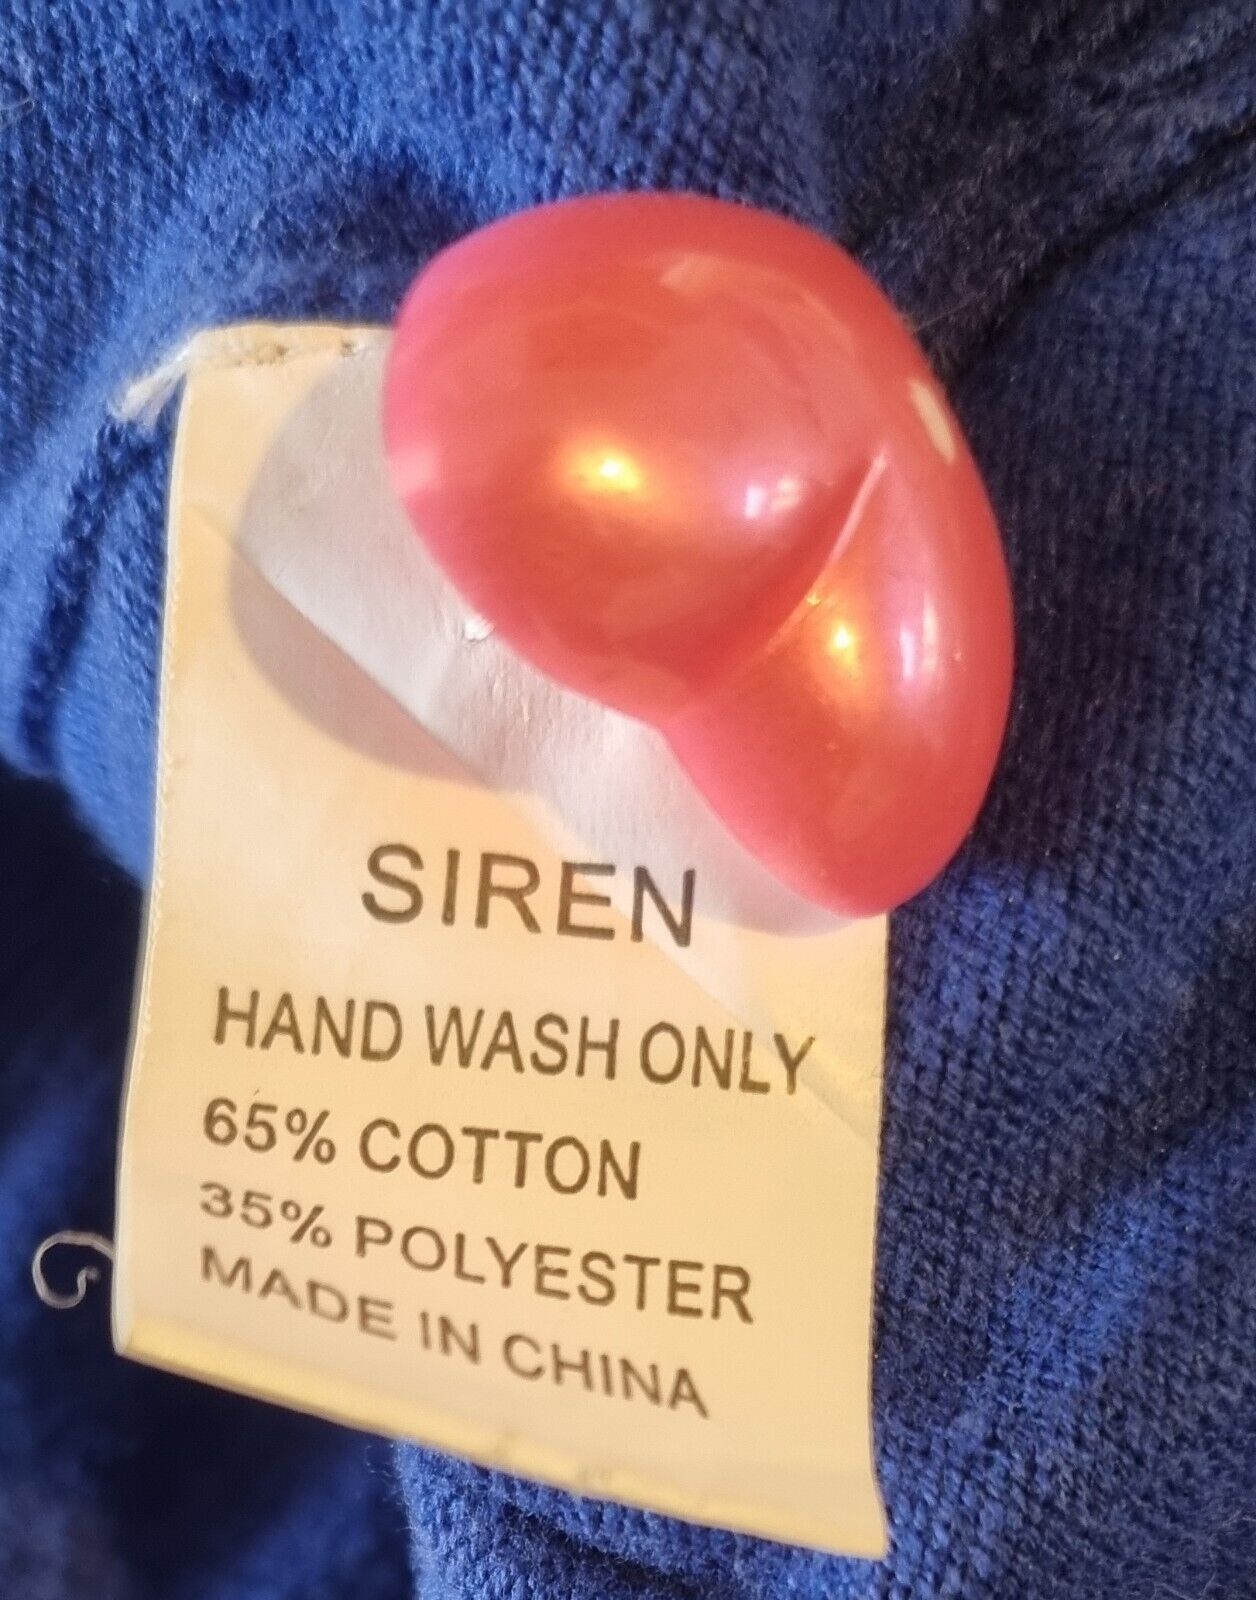 SIREN
HAND WASH ONLY
65% COTTON
35% POLYESTER
MADE IN CHINA